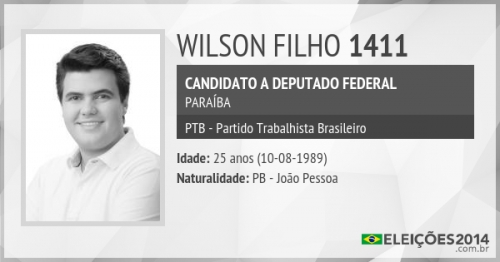 WILSON FILHO 1411
CANDIDATO A DEPUTADO FEDERAL
PARAÍBA
PTB - Partido Trabalhista Brasileiro
Idade: 25 anos (10-08-1989)
Naturalidade: PB - João Pessoa
ELEIÇÕES2014
.com.br